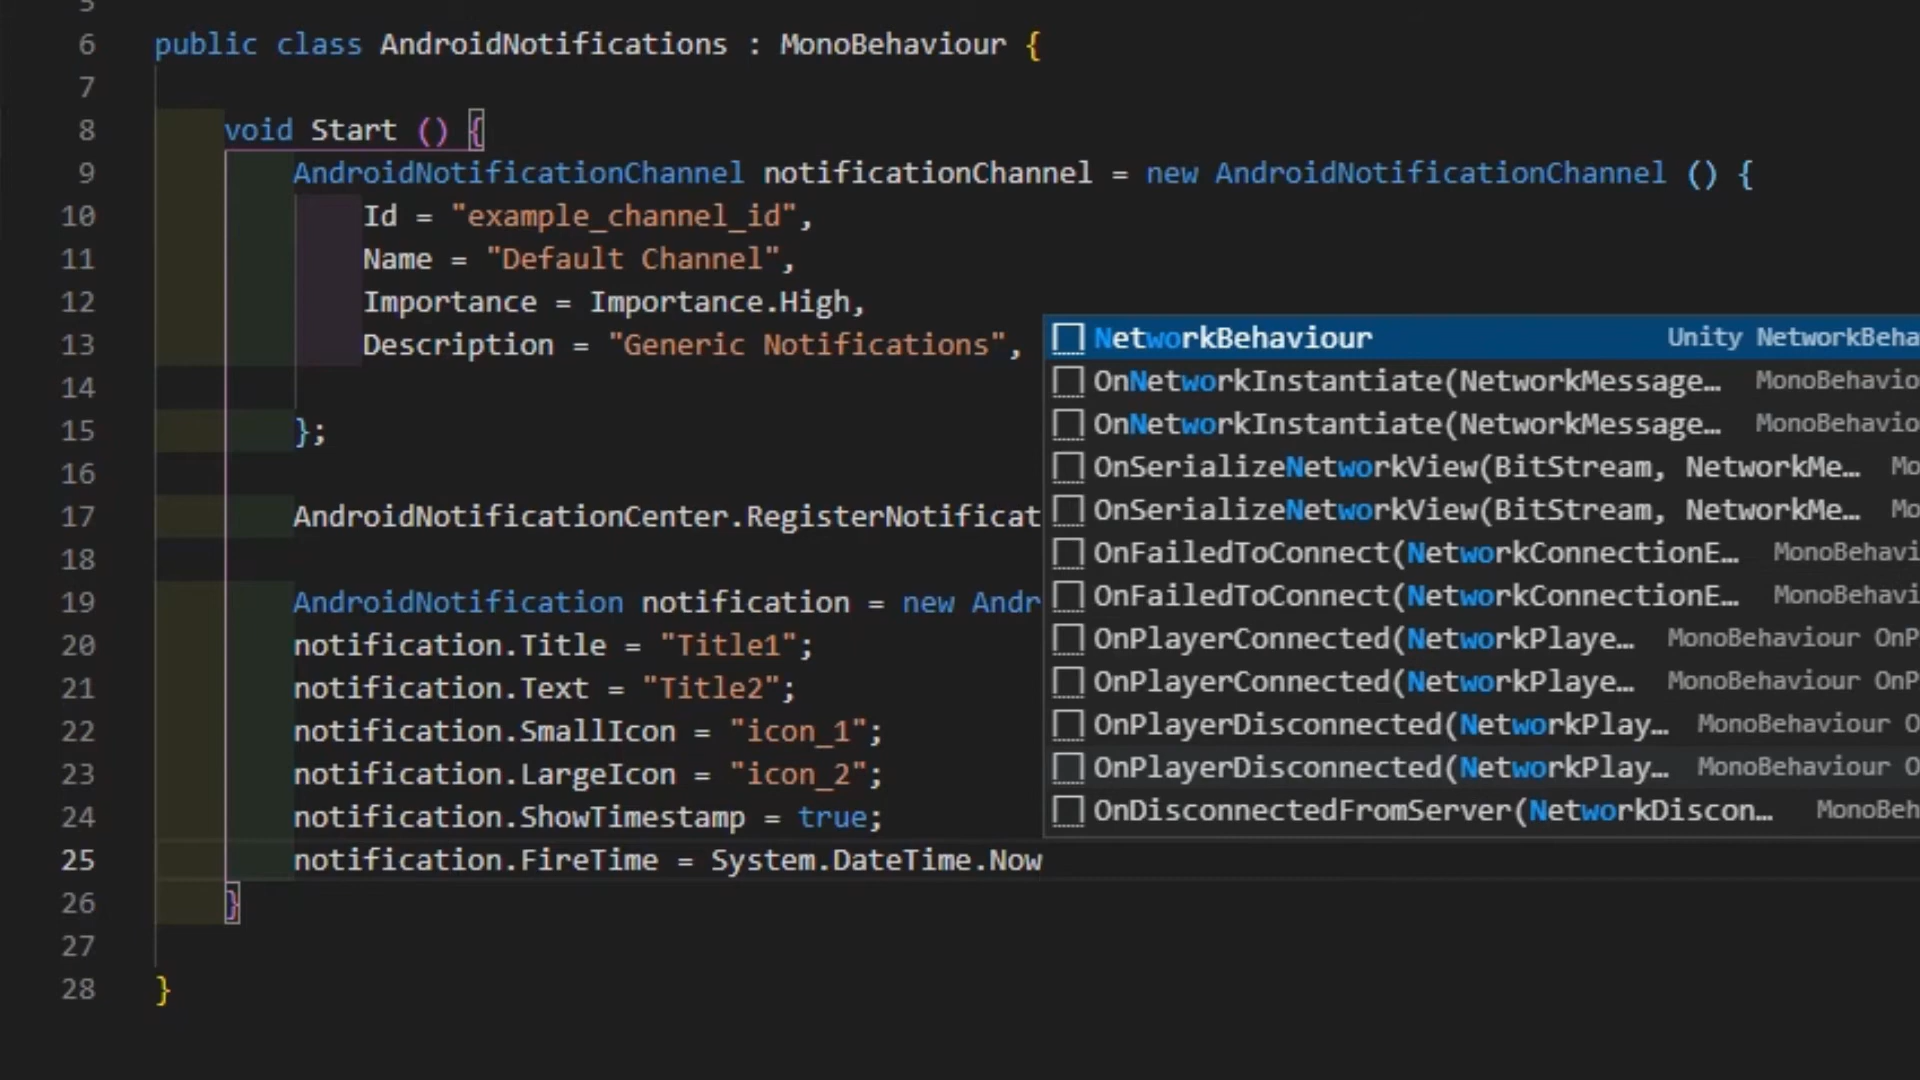 5
6 public class AndroidNotifications : MonoBehaviour {
7
8 void Start () {
9 AndroidNotificationChannel notificationChannel = new AndroidNotificationChannel () {
10 Id = "example_channel_id",
11 Name = "Default Channel",
12 Importance = Importance.High,
13 Description = "Generic Notifications",
14
15 };
16
17 AndroidNotificationCenter.RegisterNotificat
18
19 AndroidNotification notification = new Andr
20 notification.Title = "Title1";
21 notification.Text = "Title2";
22 notification.SmallIcon = "icon_1";
23 notification.LargeIcon = "icon_2";
24 notification.ShowTimestamp = true;
25 notification.FireTime = System.DateTime.Now
26 }
27
28 }
NetworkBehaviour Unity NetworkBeha
OnNetworkInstantiate(NetworkMessage… MonoBehavio
OnNetworkInstantiate(NetworkMessage… MonoBehavio
OnSerializeNetworkView(BitStream, NetworkMe… Mo
OnSerializeNetworkView(BitStream, NetworkMe… Mo
OnFailedToConnect(NetworkConnectionE… MonoBehavi
OnFailedToConnect(NetworkConnectionE… MonoBehavi
OnPlayerConnected(NetworkPlaye… MonoBehaviour OnP
OnPlayerConnected(NetworkPlaye… MonoBehaviour OnP
OnPlayerDisconnected(NetworkPlay… MonoBehaviour O
OnPlayerDisconnected(NetworkPlay… MonoBehaviour O
OnDisconnectedFromServer(NetworkDiscon… MonoBeh